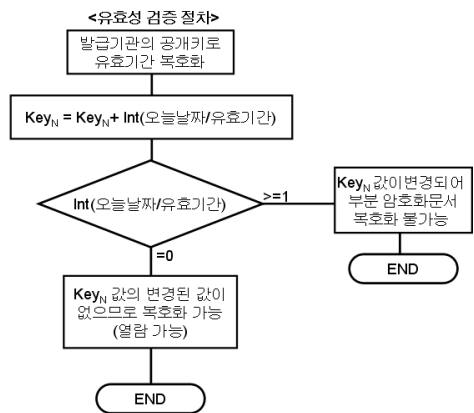 <유효성 검증 절차>
발급기관의 공개키로
유효기간 복호화
KeyN = KeyN+ Int(오늘날짜/유효기간)
Int(오늘날짜/유효기간)
>=1
KeyN 값이변경되어
부분 암호화문서
복호화 불가능
=0
END
KeyN 값의 변경된 값이
없으므로 복호화 가능
(열람 가능)
END